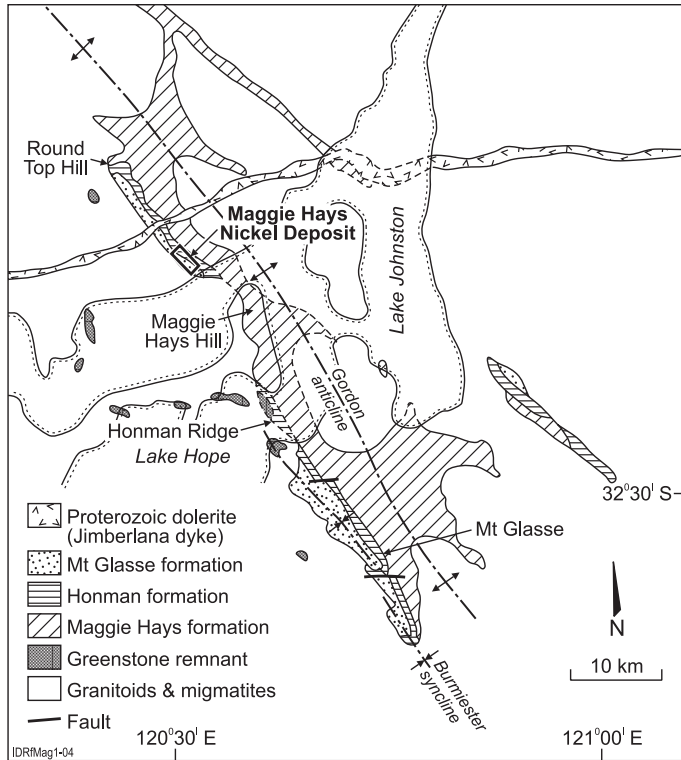 Round
Top Hill
Maggie Hays
Nickel Deposit
Lake Johnston
Maggie
Hays Hill
Gordon
anticline
Honman Ridge
Lake Hope
32°30' S
Mt Glasse
Proterozoic dolerite
(Jimberlana dyke)
Mt Glasse formation
Honman formation
Maggie Hays formation
Greenstone remnant
Granitoids & migmatites
Fault
N
10 km
Burmiester
syncline
120°30' E
121°00' E
IDRfMag1-04